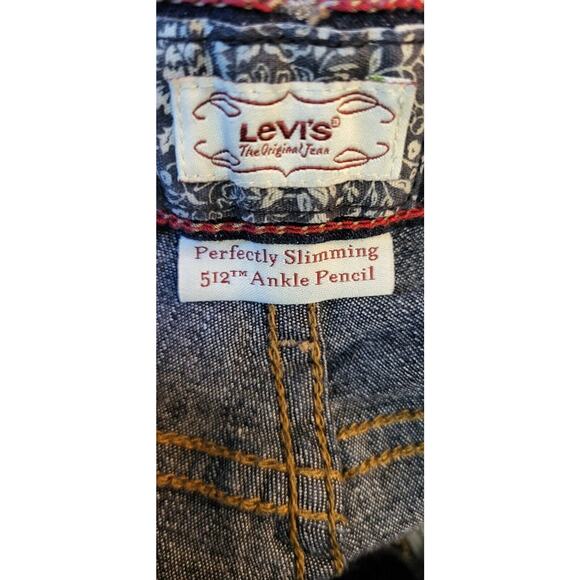 Levi's®
The Original Jean
Perfectly Slimming
512™ Ankle Pencil